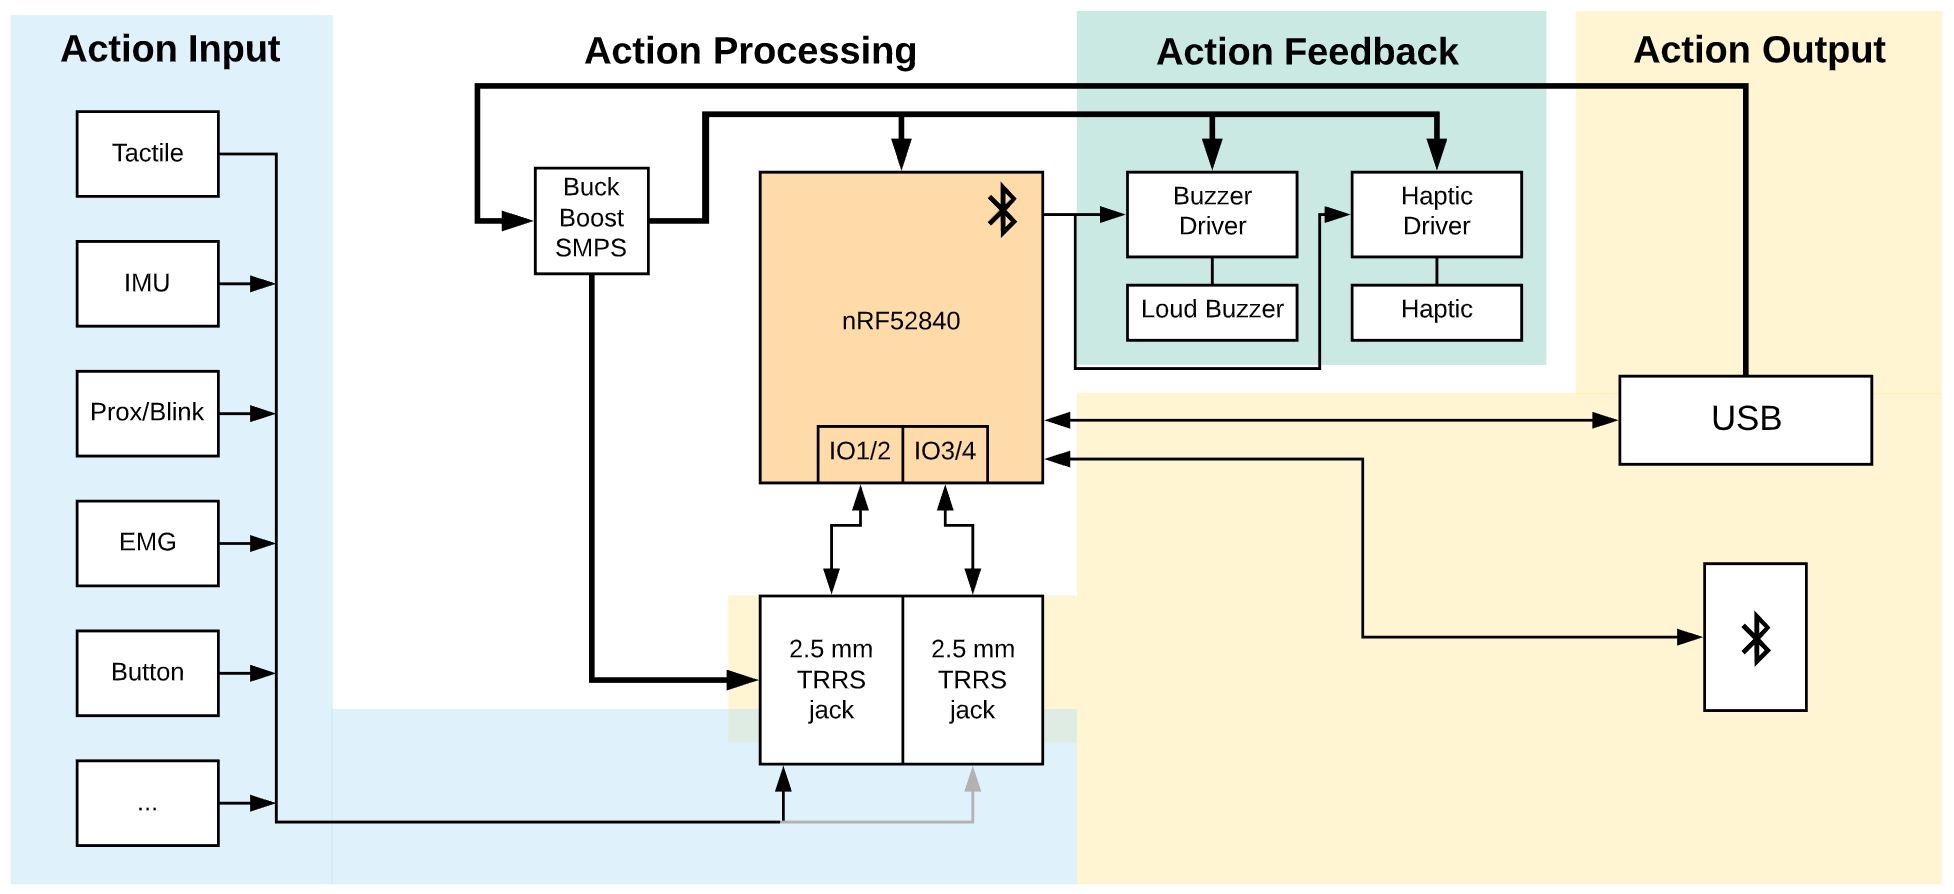 Action Input
Action Processing
Action Feedback
Action Output
Tactile
IMU
Prox/Blink
EMG
Button
...
Buck
Boost
SMPS
nRF52840
IO1/2
IO3/4
2.5 mm
TRRS
jack
2.5 mm
TRRS
jack
Buzzer
Driver
Loud Buzzer
Haptic
Driver
Haptic
USB